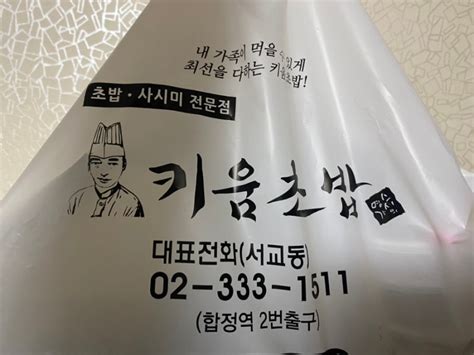 내 가족이 먹을 수 있게
최선을 다하는 키움초밥!
초밥·사시미 전문점
키움초밥
대표전화(서교동)
02-333-1511
(합정역 2번출구)